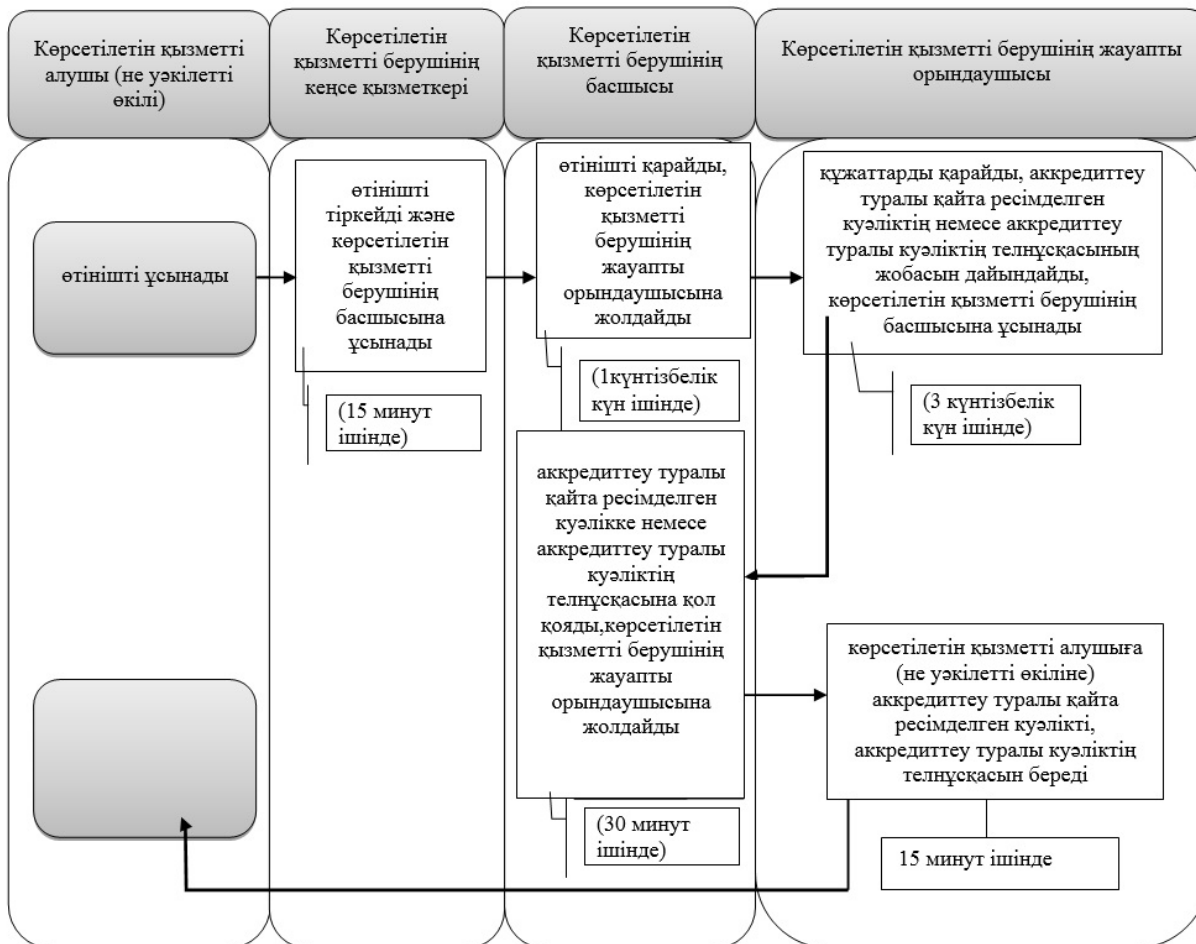 Көрсетілетін қызметті
алушы (не уәкілетті
өкілі)
Көрсетілетін
қызметті берушінің
кеңсе қызметкері
Көрсетілетін
қызметті берушінің
басшысы
Көрсетілетін қызметті берушінің жауапты
орындаушысы
өтінішті ұсынады
өтінішті
тіркейді және
көрсетілетін
қызметті
берушінің
басшысына
ұсынады
(15 минут
ішінде)
өтінішті қарайды,
көрсетілетін
қызметті
берушінің
жауапты
орындаушысына
жолдайды
(1күнтізбелік
күн ішінде)
құжаттарды қарайды, аккредиттеу
туралы қайта ресімделген
куәліктің немесе аккредиттеу
туралы куәліктің телнұсқасының
жобасын дайындайды,
көрсетілетін қызметті берушінің
басшысына ұсынады
(3 күнтізбелік
күн ішінде)
аккредиттеу туралы
қайта ресімделген
куәлікке немесе
аккредиттеу туралы
куәліктің
телнұсқасына қол
қояды,көрсетілетін
қызметті берушінің
жауапты
орындаушысына
жолдайды
(30 минут
ішінде)
көрсетілетін қызметті алушыға
(не уәкілетті өкіліне)
аккредиттеу туралы қайта
ресімделген куәлікті,
аккредиттеу туралы куәліктің
телнұсқасын береді
15 минут ішінде